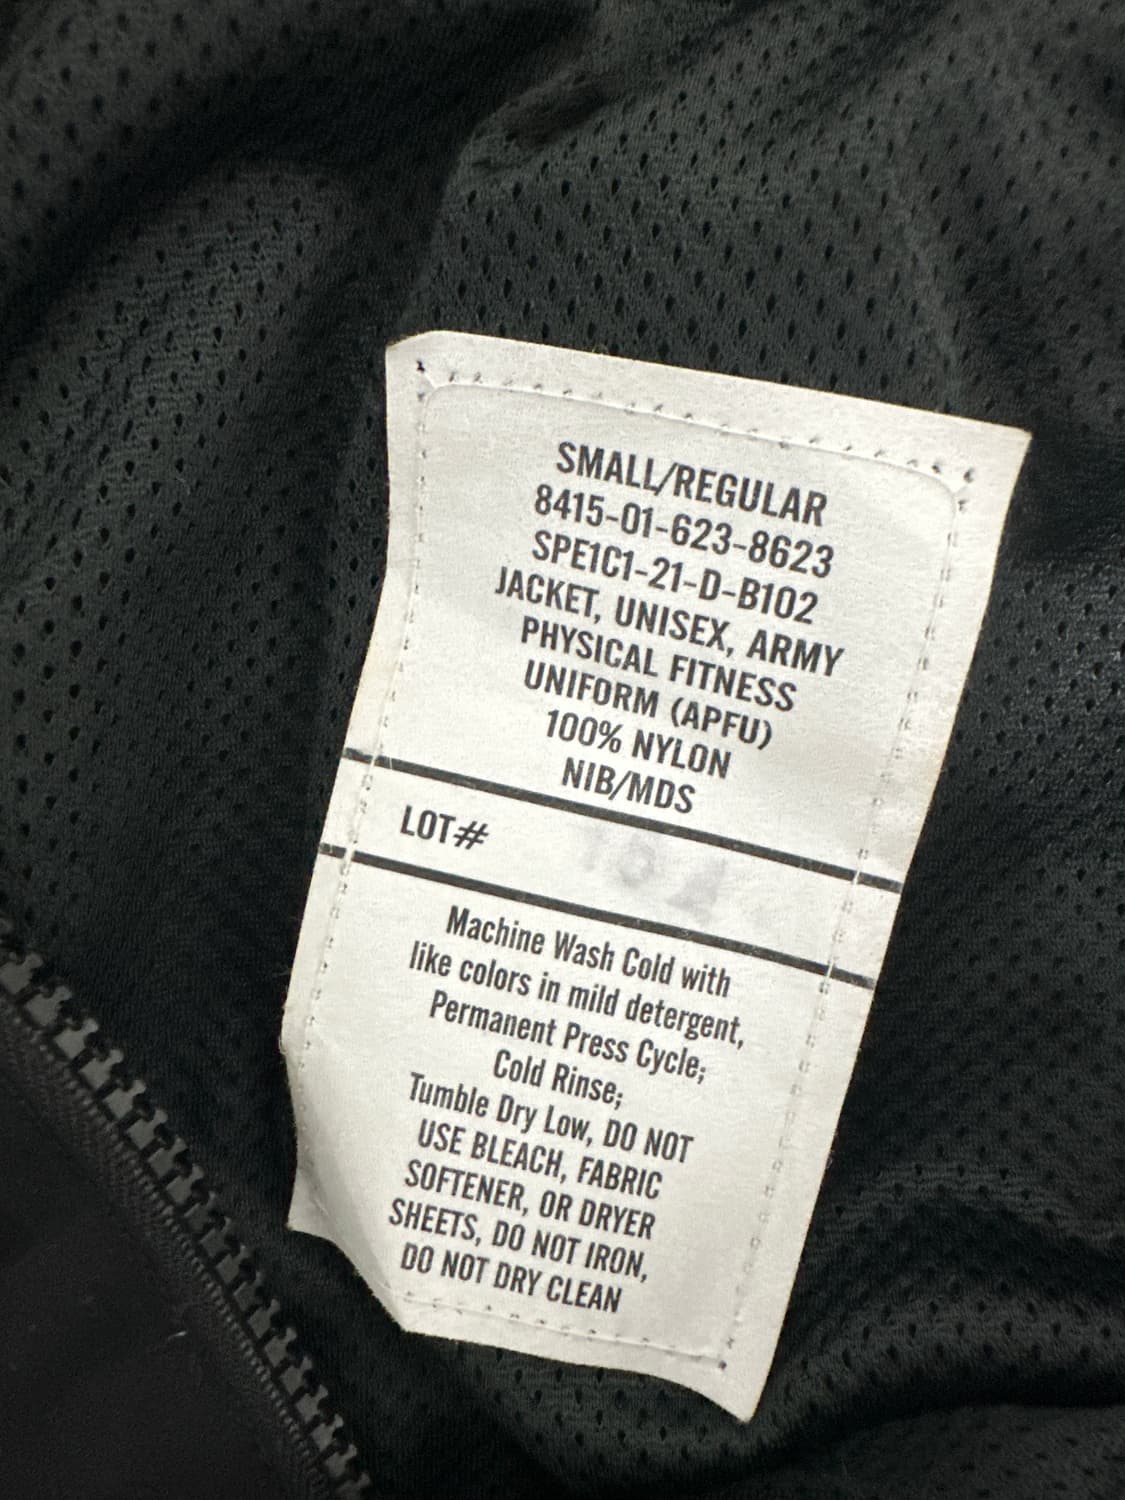 SMALL/REGULAR
8415-01-623-8623
SPE1C1-21-D-B102
JACKET, UNISEX, ARMY
PHYSICAL FITNESS
UNIFORM (APFU)
100% NYLON
NIB/MDS
LOT#
Machine Wash Cold with
like colors in mild detergent,
Permanent Press Cycle;
Cold Rinse;
Tumble Dry Low, DO NOT
USE BLEACH, FABRIC
SOFTENER, OR DRYER
SHEETS, DO NOT IRON,
DO NOT DRY CLEAN